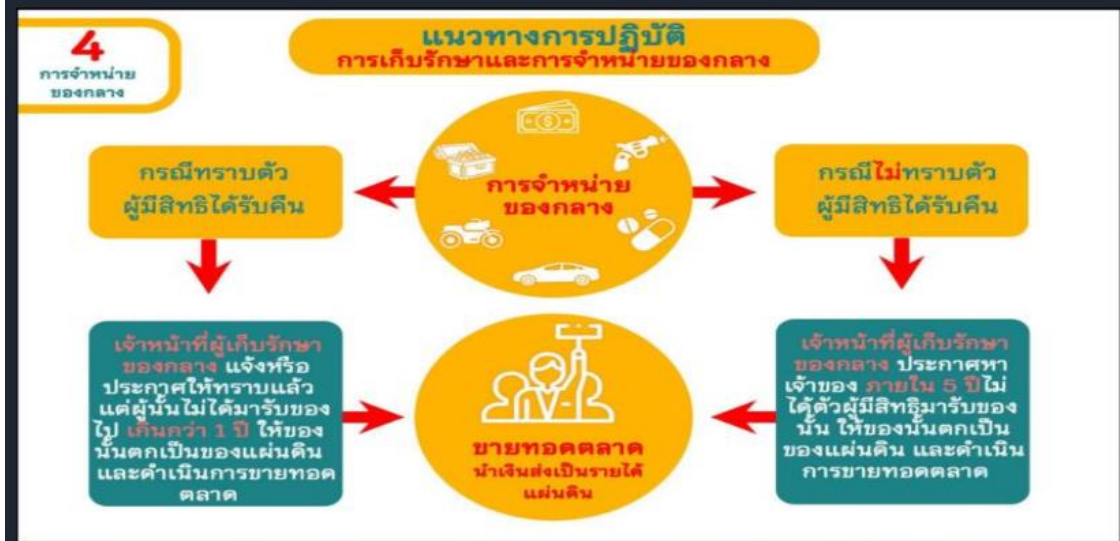 4
การจำหน่าย
ของกลาง
แนวทางการปฏิบัติ
การเก็บรักษาและการจำหน่ายของกลาง
กรณีทราบตัว
ผู้มีสิทธิได้รับคืน
การจำหน่าย
ของกลาง
กรณีไม่ทราบตัว
ผู้มีสิทธิได้รับคืน
เจ้าหน้าที่ผู้เก็บรักษา
ของกลาง แจ้งหรือ
ประกาศให้ทราบแล้ว
แต่ผู้นั้นไม่ได้มารับของ
ไป เกินกว่า 1 ปี ให้ของ
นั้นตกเป็นของแผ่นดิน
และดำเนินการขายทอด
ตลาด
ขายทอดตลาด
นำเงินส่งเป็นรายได้
แผ่นดิน
เจ้าหน้าที่ผู้เก็บรักษา
ของกลาง ประกาศหา
เจ้าของ ภายใน 5 ปีไม่
ได้ตัวผู้มีสิทธิมารับของ
นั้น ให้ของนั้นตกเป็น
ของแผ่นดิน และดำเนิน
การขายทอดตลาด